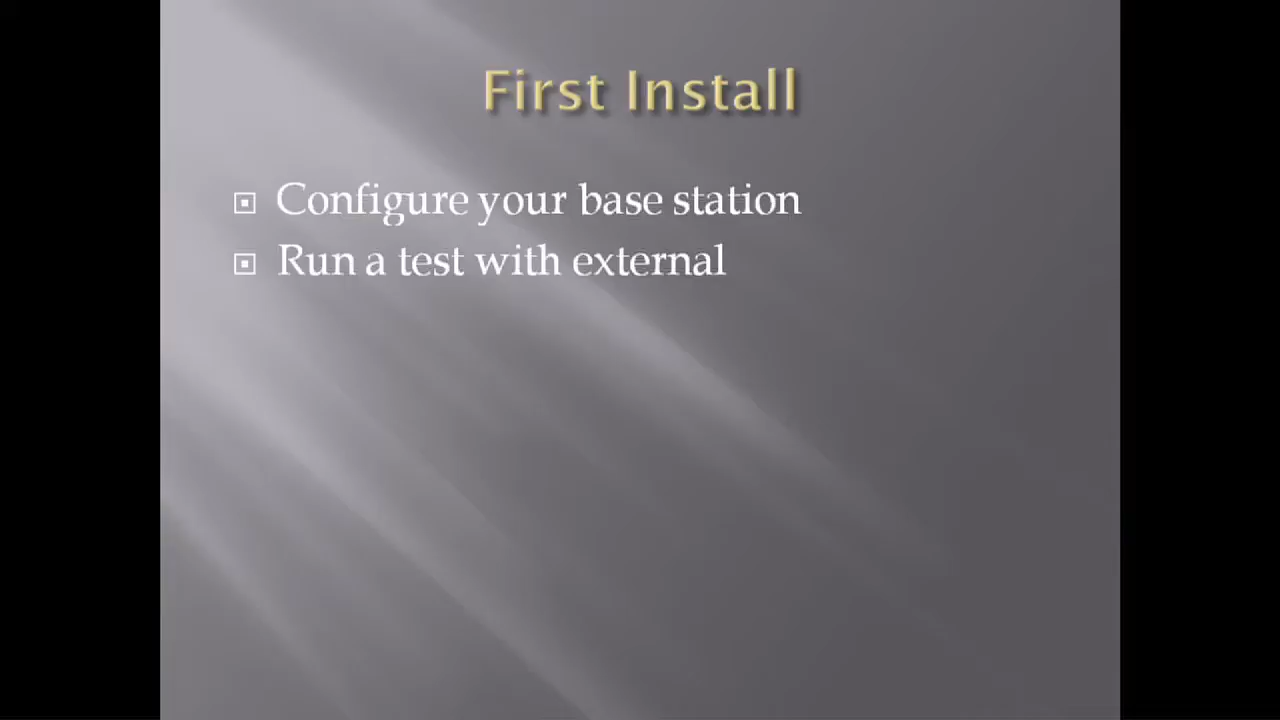 First Install
Configure your base station
Run a test with external